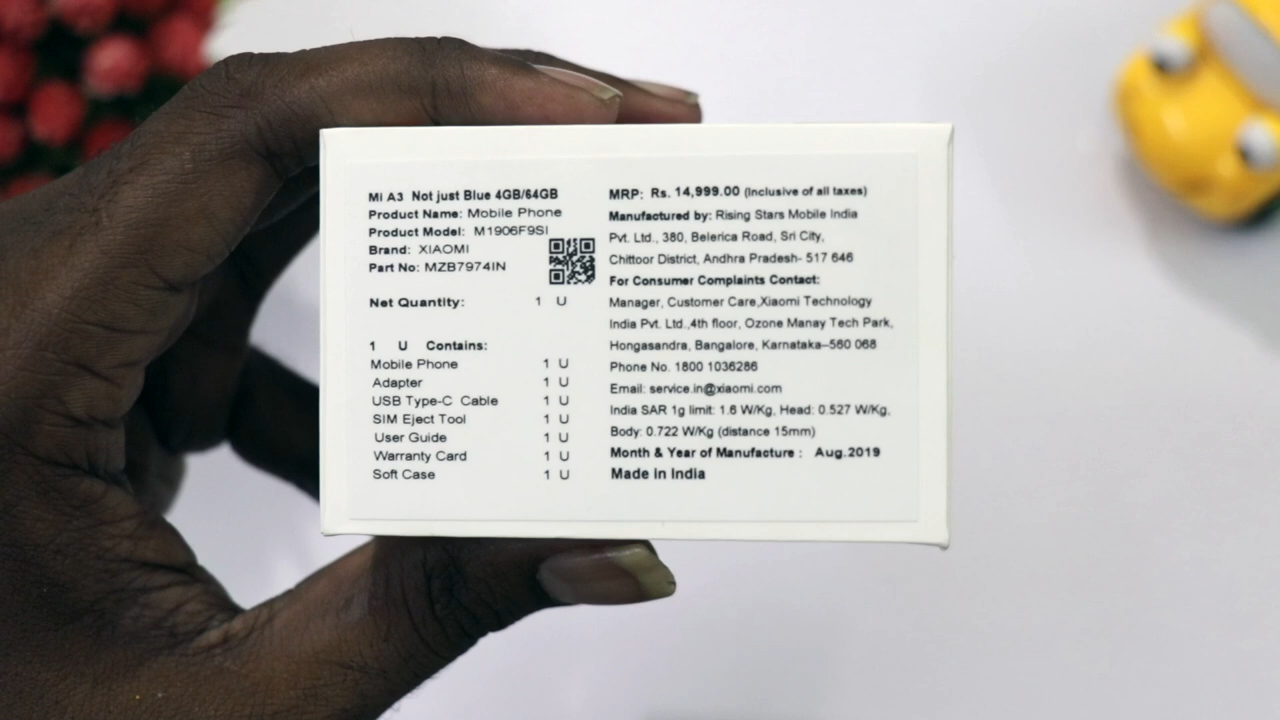 Mi A3 Not just Blue 4GB/64GB
Product Name: Mobile Phone
Product Model: M1906F9SI
Brand: XIAOMI
Part No: MZB7974IN
Net Quantity: 1 U
1 U Contains:
Mobile Phone 1 U
Adapter 1 U
USB Type-C Cable 1 U
SIM Eject Tool 1 U
User Guide 1 U
Warranty Card 1 U
Soft Case 1 U
MRP: Rs. 14,999.00 (Inclusive of all taxes)
Manufactured by: Rising Stars Mobile India
Pvt. Ltd., 380, Belerica Road, Sri City,
Chittoor District, Andhra Pradesh- 517 646
For Consumer Complaints Contact:
Manager, Customer Care,Xiaomi Technology
India Pvt. Ltd.,4th floor, Ozone Manay Tech Park,
Hongasandra, Bangalore, Karnataka–560 068
Phone No. 1800 1036286
Email: service.in@xiaomi.com
India SAR 1g limit: 1.6 W/Kg, Head: 0.527 W/Kg,
Body: 0.722 W/Kg (distance 15mm)
Month & Year of Manufacture : Aug.2019
Made in India